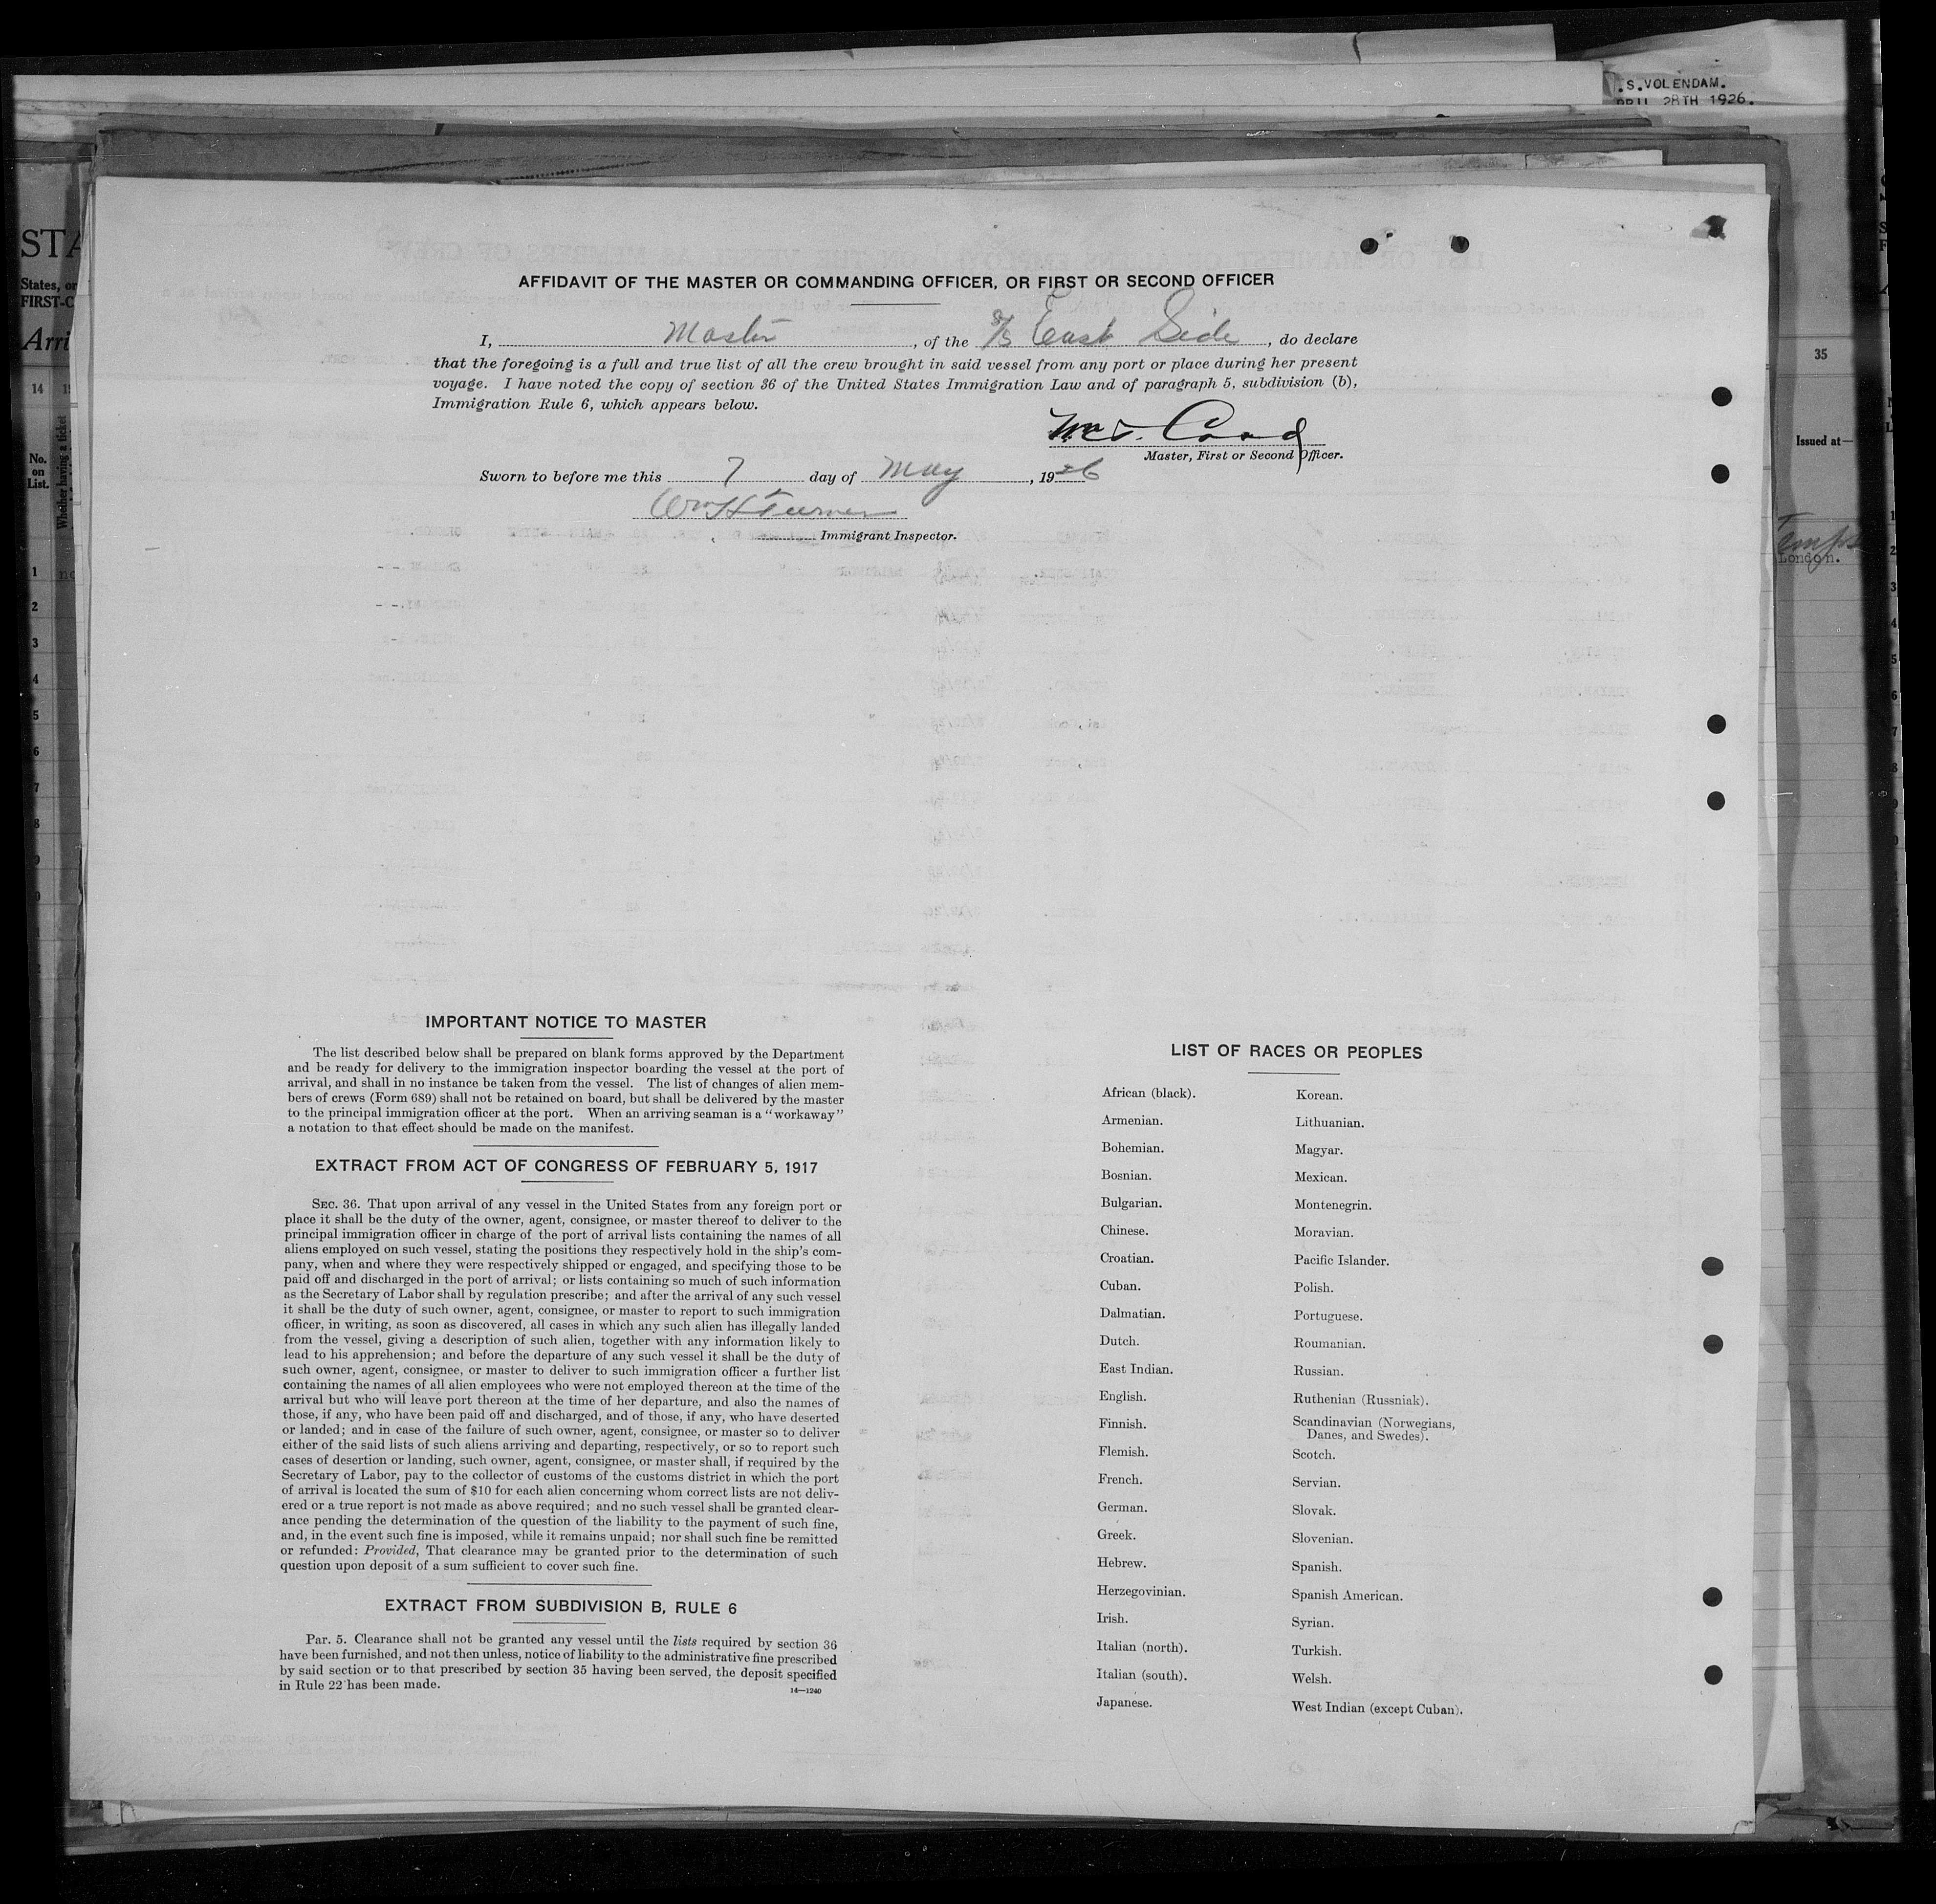 .S.VOLENDAM.
APRIL 28TH 1926.
STA
States, or
FIRST-C
Arri
14
No.
on
List.
Whether having a ticket
35
Issued at—
London.
AFFIDAVIT OF THE MASTER OR COMMANDING OFFICER, OR FIRST OR SECOND OFFICER
I, Master, of the S/S East Side, do declare
that the foregoing is a full and true list of all the crew brought in said vessel from any port or place during her present
voyage. I have noted the copy of section 36 of the United States Immigration Law and of paragraph 5, subdivision (b),
Immigration Rule 6, which appears below.
Master, First or Second Officer.
Sworn to before me this 7 day of May, 1926
Wm H Turner
Immigrant Inspector.
IMPORTANT NOTICE TO MASTER
The list described below shall be prepared on blank forms approved by the Department
and be ready for delivery to the immigration inspector boarding the vessel at the port of
arrival, and shall in no instance be taken from the vessel. The list of changes of alien mem-
bers of crews (Form 689) shall not be retained on board, but shall be delivered by the master
to the principal immigration officer at the port. When an arriving seaman is a "workaway"
a notation to that effect should be made on the manifest.
EXTRACT FROM ACT OF CONGRESS OF FEBRUARY 5, 1917
SEC. 36. That upon arrival of any vessel in the United States from any foreign port or
place it shall be the duty of the owner, agent, consignee, or master thereof to deliver to the
principal immigration officer in charge of the port of arrival lists containing the names of all
aliens employed on such vessel, stating the positions they respectively hold in the ship's com-
pany, when and where they were respectively shipped or engaged, and specifying those to be
paid off and discharged in the port of arrival; or lists containing so much of such information
as the Secretary of Labor shall by regulation prescribe; and after the arrival of any such vessel
it shall be the duty of such owner, agent, consignee, or master to report to such immigration
officer, in writing, as soon as discovered, all cases in which any such alien has illegally landed
from the vessel, giving a description of such alien, together with any information likely to
lead to his apprehension; and before the departure of any such vessel it shall be the duty of
such owner, agent, consignee, or master to deliver to such immigration officer a further list
containing the names of all alien employees who were not employed thereon at the time of the
arrival but who will leave port thereon at the time of her departure, and also the names of
those, if any, who have been paid off and discharged, and of those, if any, who have deserted
or landed; and in case of the failure of such owner, agent, consignee, or master so to deliver
either of the said lists of such aliens arriving and departing, respectively, or so to report such
cases of desertion or landing, such owner, agent, consignee, or master shall, if required by the
Secretary of Labor, pay to the collector of customs of the customs district in which the port
of arrival is located the sum of $10 for each alien concerning whom correct lists are not deliv-
ered or a true report is not made as above required; and no such vessel shall be granted clear-
ance pending the determination of the question of the liability to the payment of such fine,
and, in the event such fine is imposed, while it remains unpaid; nor shall such fine be remitted
or refunded: Provided, That clearance may be granted prior to the determination of such
question upon deposit of a sum sufficient to cover such fine.
EXTRACT FROM SUBDIVISION B, RULE 6
Par. 5. Clearance shall not be granted any vessel until the lists required by section 36
have been furnished, and not then unless, notice of liability to the administrative fine prescribed
by said section or to that prescribed by section 35 having been served, the deposit specified
in Rule 22 has been made.
14—1240
LIST OF RACES OR PEOPLES
African (black).
Armenian.
Bohemian.
Bosnian.
Bulgarian.
Chinese.
Croatian.
Cuban.
Dalmatian.
Dutch.
East Indian.
English.
Finnish.
Flemish.
French.
German.
Greek.
Hebrew.
Herzegovinian.
Irish.
Italian (north).
Italian (south).
Japanese.
Korean.
Lithuanian.
Magyar.
Mexican.
Montenegrin.
Moravian.
Pacific Islander.
Polish.
Portuguese.
Roumanian.
Russian.
Ruthenian (Russniak).
Scandinavian (Norwegians,
Danes, and Swedes).
Scotch.
Servian.
Slovak.
Slovenian.
Spanish.
Spanish American.
Syrian.
Turkish.
Welsh.
West Indian (except Cuban).